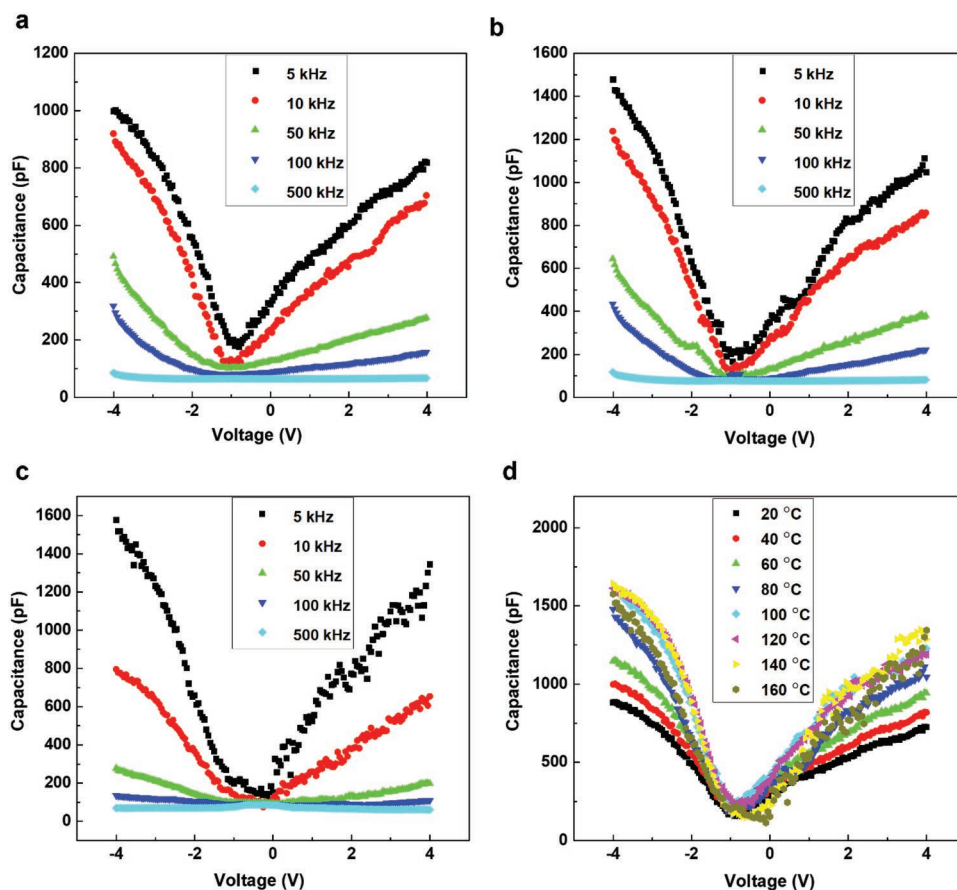 a
1200
1000
800
600
400
200
0
-4 -2 0 2 4
Capacitance (pF)
Voltage (V)
5 kHz
10 kHz
50 kHz
100 kHz
500 kHz
b
1600
1400
1200
1000
800
600
400
200
0
-4 -2 0 2 4
Capacitance (pF)
Voltage (V)
5 kHz
10 kHz
50 kHz
100 kHz
500 kHz
c
1600
1400
1200
1000
800
600
400
200
0
-4 -2 0 2 4
Capacitance (pF)
Voltage (V)
5 kHz
10 kHz
50 kHz
100 kHz
500 kHz
d
2000
1500
1000
500
0
-4 -2 0 2 4
Capacitance (pF)
Voltage (V)
20 °C
40 °C
60 °C
80 °C
100 °C
120 °C
140 °C
160 °C